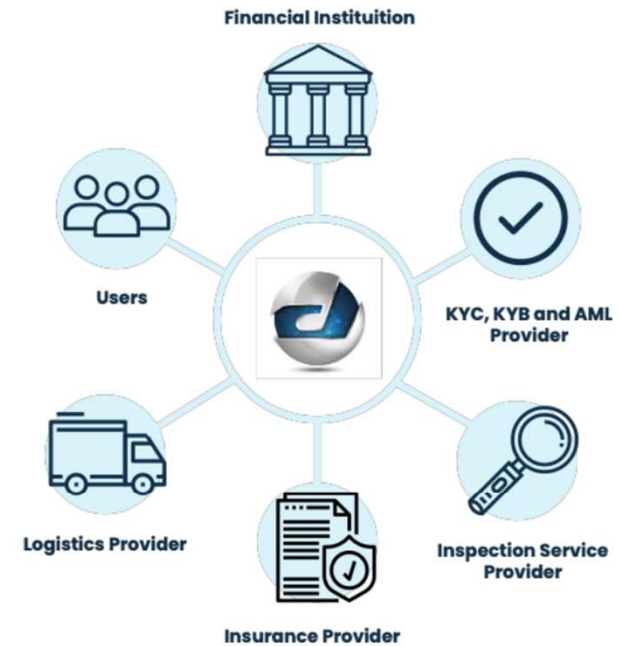 Financial Instituition
Users
KYC, KYB and AML
Provider
Logistics Provider
Inspection Service
Provider
Insurance Provider